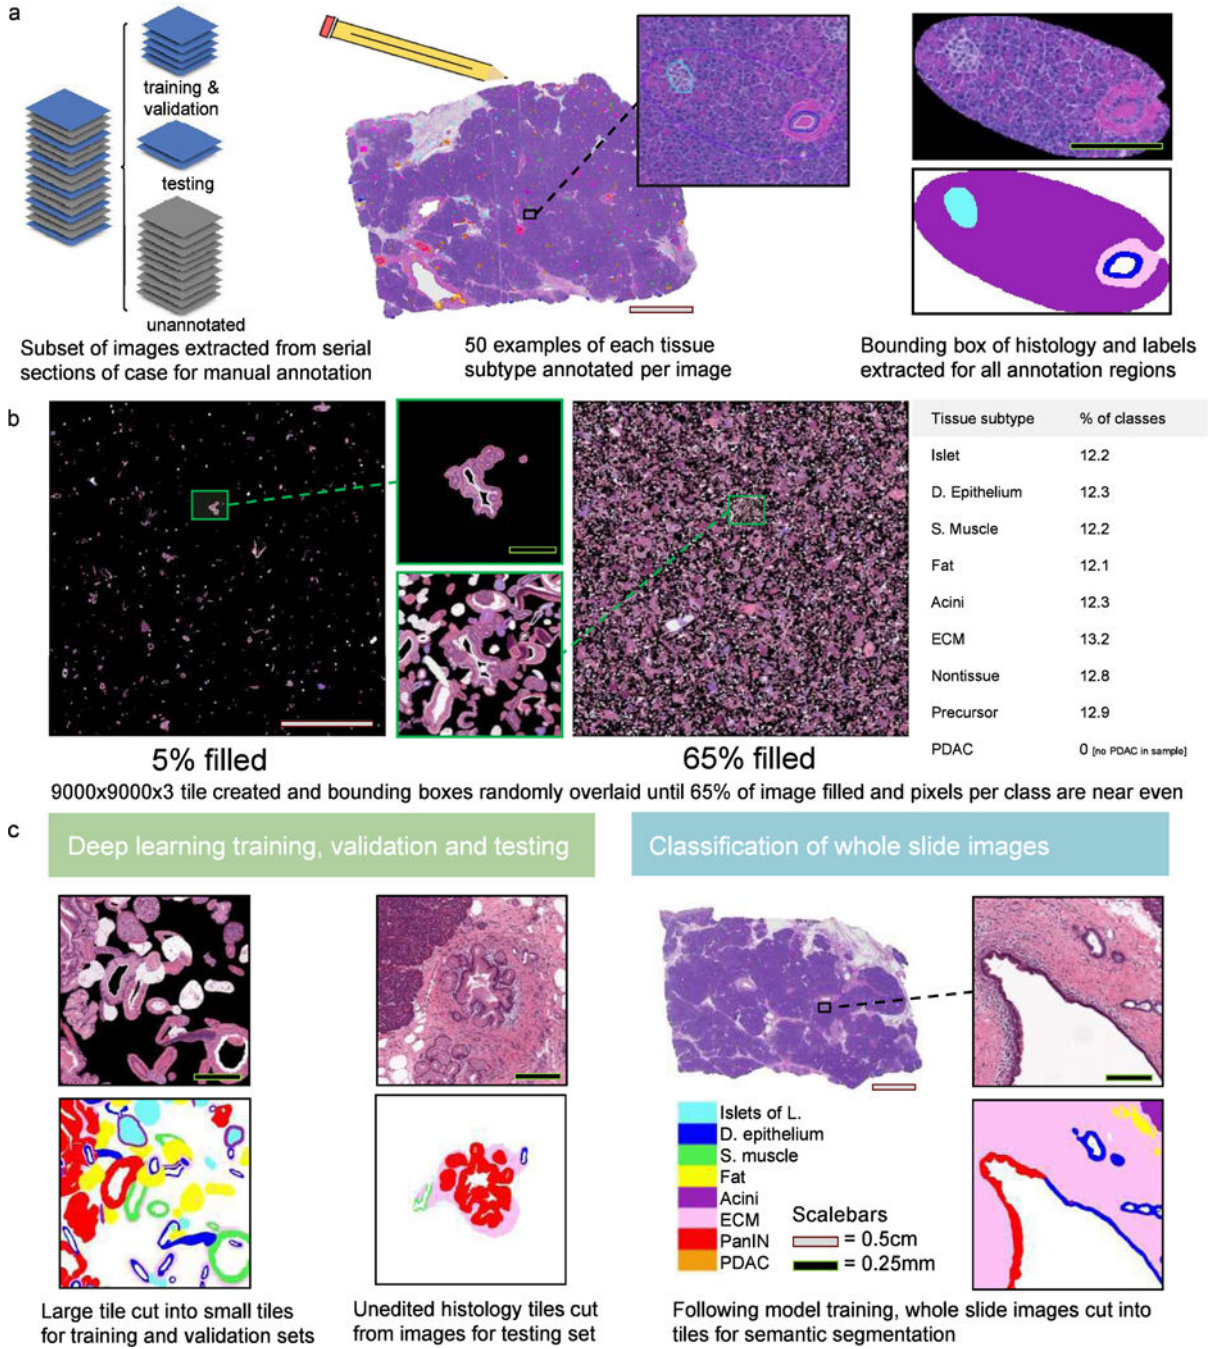 a
training &
validation
testing
unannotated
Subset of images extracted from serial
sections of case for manual annotation
50 examples of each tissue
subtype annotated per image
Bounding box of histology and labels
extracted for all annotation regions
b
5% filled
65% filled
Tissue subtype % of classes
Islet 12.2
D. Epithelium 12.3
S. Muscle 12.2
Fat 12.1
Acini 12.3
ECM 13.2
Nontissue 12.8
Precursor 12.9
PDAC 0 [no PDAC in sample]
9000x9000x3 tile created and bounding boxes randomly overlaid until 65% of image filled and pixels per class are near even
c
Deep learning training, validation and testing
Classification of whole slide images
Islets of L.
D. epithelium
S. muscle
Fat
Acini
ECM
PanIN
PDAC
Scalebars
= 0.5cm
= 0.25mm
Large tile cut into small tiles
for training and validation sets
Unedited histology tiles cut
from images for testing set
Following model training, whole slide images cut into
tiles for semantic segmentation